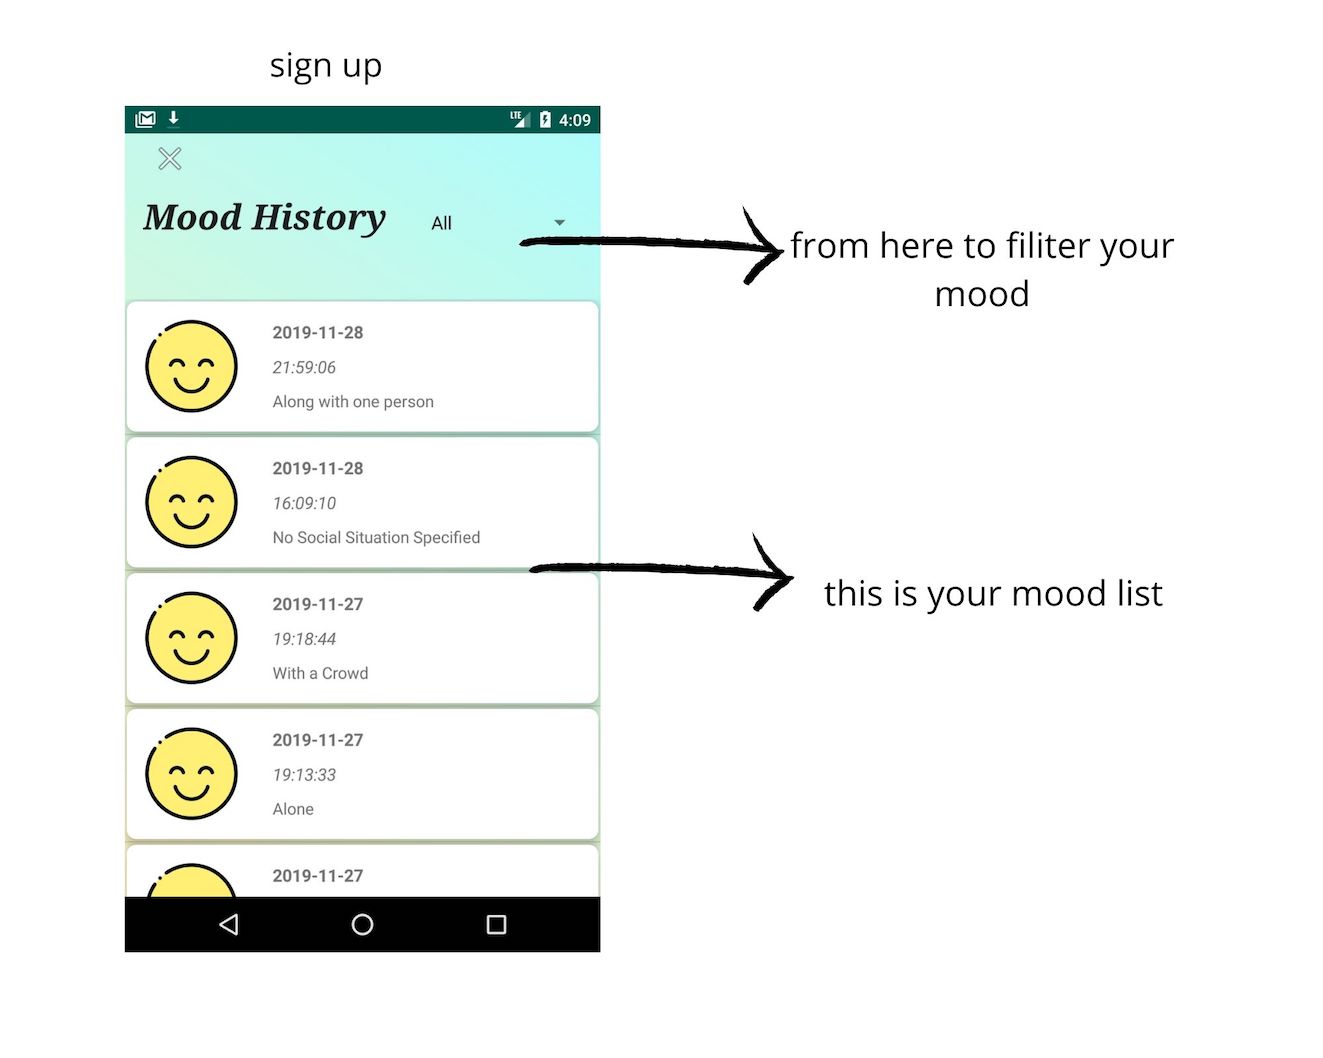 sign up
LTE 4:09
Mood History All
from here to filiter your
mood
2019-11-28
21:59:06
Along with one person
2019-11-28
16:09:10
No Social Situation Specified
this is your mood list
2019-11-27
19:18:44
With a Crowd
2019-11-27
19:13:33
Alone
2019-11-27